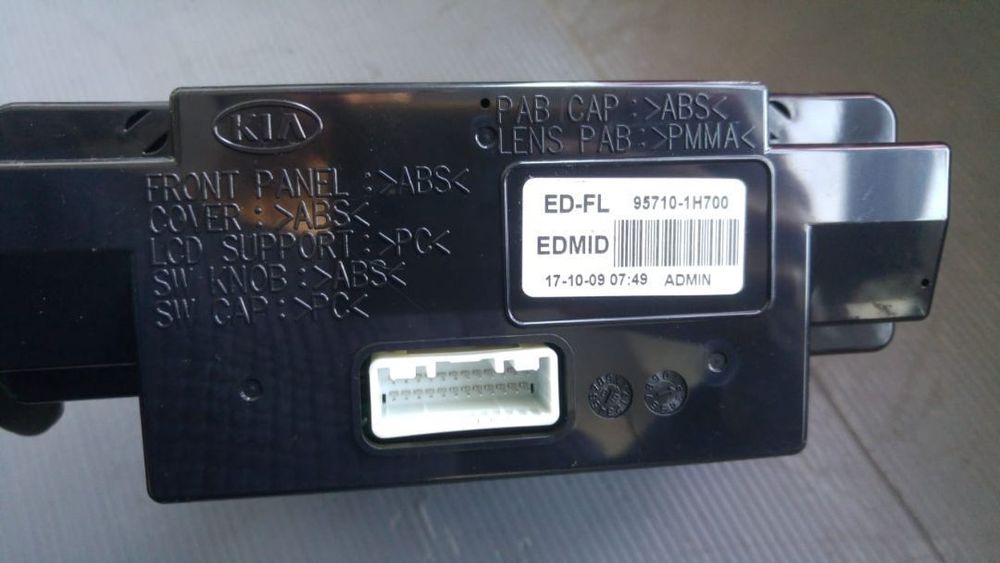 KIA
PAB CAP :>ABS<
LENS PAB:>PMMA<
FRONT PANEL :>ABS<
COVER :>ABS<
LCD SUPPORT:>PC<
SW KNOB:>ABS<
SW CAP:>PC<
ED-FL 95710-1H700
EDMID
17-10-09 07:49 ADMIN